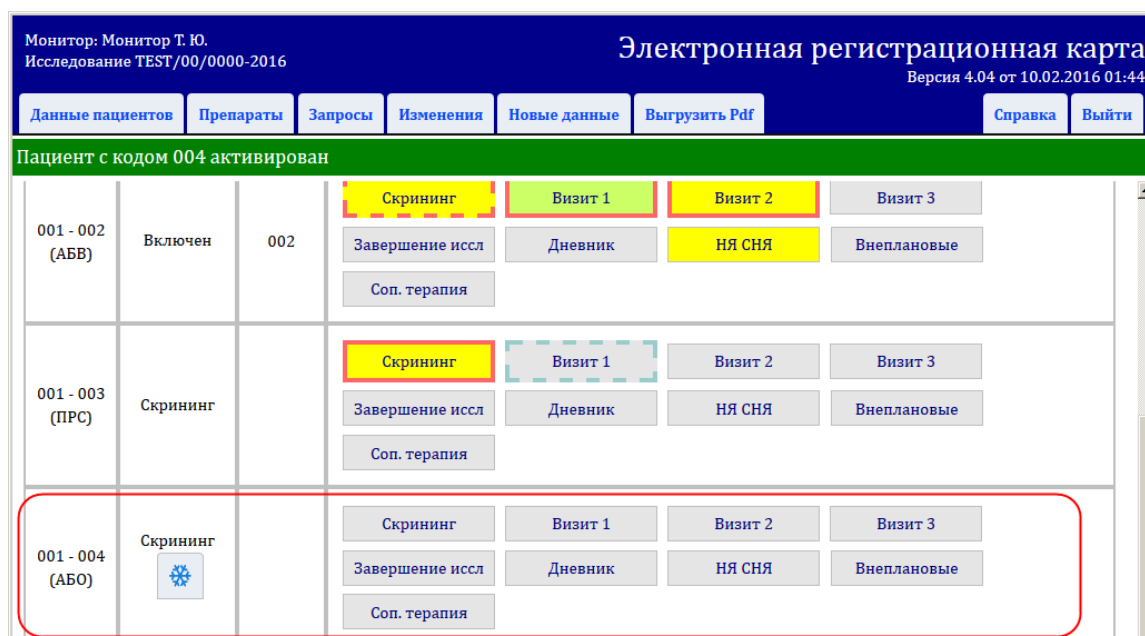 Монитор: Монитор Т. Ю.
Исследование TEST/00/0000-2016
Электронная регистрационная карта
Версия 4.04 от 10.02.2016 01:44
Данные пациентов Препараты Запросы Изменения Новые данные Выгрузить Pdf Справка Выйти
Пациент с кодом 004 активирован
Скрининг Визит 1 Визит 2 Визит 3
001 - 002
(АБВ)
Включен
002
Завершение иссл Дневник НЯ СНЯ Внеплановые
Соп. терапия
Скрининг Визит 1 Визит 2 Визит 3
001 - 003
(ПРС)
Скрининг
Завершение иссл Дневник НЯ СНЯ Внеплановые
Соп. терапия
Скрининг Визит 1 Визит 2 Визит 3
001 - 004
(АБО)
Скрининг
Завершение иссл Дневник НЯ СНЯ Внеплановые
Соп. терапия